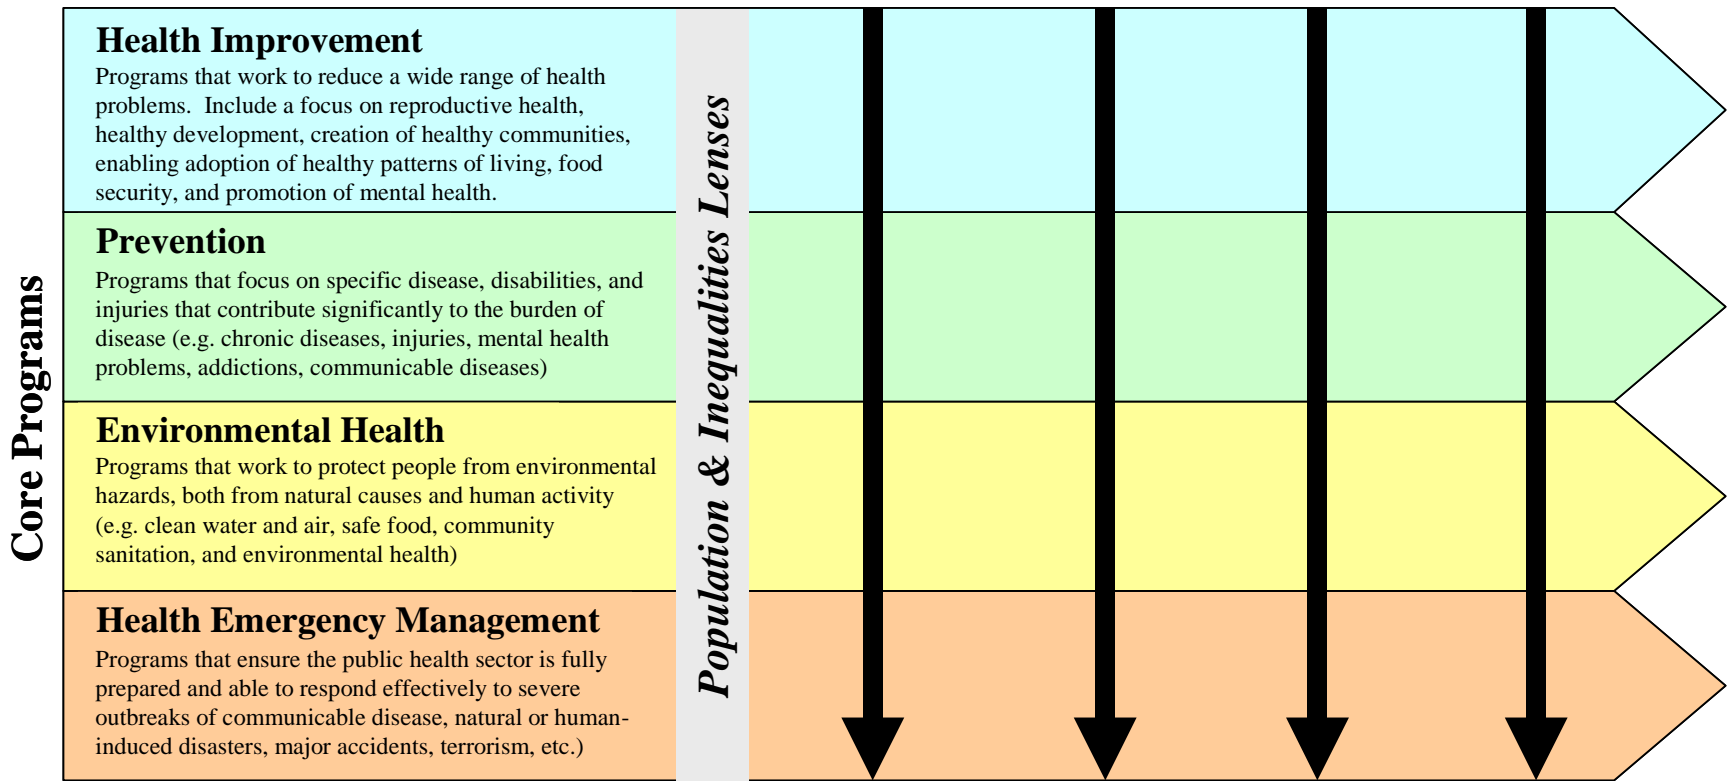 Core Programs
Health Improvement
Programs that work to reduce a wide range of health
problems.  Include a focus on reproductive health,
healthy development, creation of healthy communities,
enabling adoption of healthy patterns of living, food
security, and promotion of mental health.
Prevention
Programs that focus on specific disease, disabilities, and
injuries that contribute significantly to the burden of
disease (e.g. chronic diseases, injuries, mental health
problems, addictions, communicable diseases)
Environmental Health
Programs that work to protect people from environmental
hazards, both from natural causes and human activity
(e.g. clean water and air, safe food, community
sanitation, and environmental health)
Health Emergency Management
Programs that ensure the public health sector is fully
prepared and able to respond effectively to severe
outbreaks of communicable disease, natural or human-
induced disasters, major accidents, terrorism, etc.)
Population & Inequalities Lenses